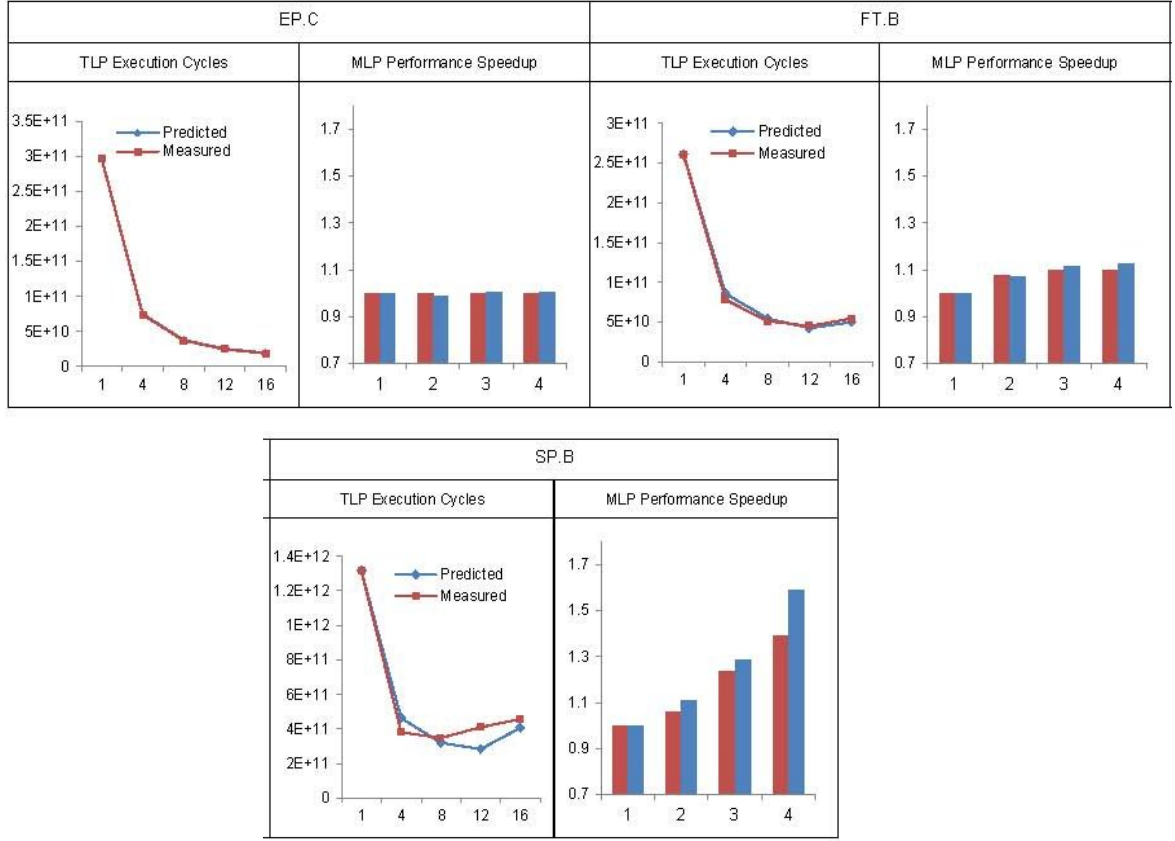 EP.C
FT.B
TLP Execution Cycles
MLP Performance Speedup
TLP Execution Cycles
MLP Performance Speedup
3.5E+11
3E+11
2.5E+11
2E+11
1.5E+11
1E+11
5E+10
0
Predicted
Measured
1 4 8 12 16
1.7
1.5
1.3
1.1
0.9
0.7
1 2 3 4
3E+11
2.5E+11
2E+11
1.5E+11
1E+11
5E+10
0
Predicted
Measured
1 4 8 12 16
1.7
1.5
1.3
1.1
0.9
0.7
1 2 3 4
SP.B
TLP Execution Cycles
MLP Performance Speedup
1.4E+12
1.2E+12
1E+12
8E+11
6E+11
4E+11
2E+11
0
Predicted
Measured
1 4 8 12 16
1.7
1.5
1.3
1.1
0.9
0.7
1 2 3 4